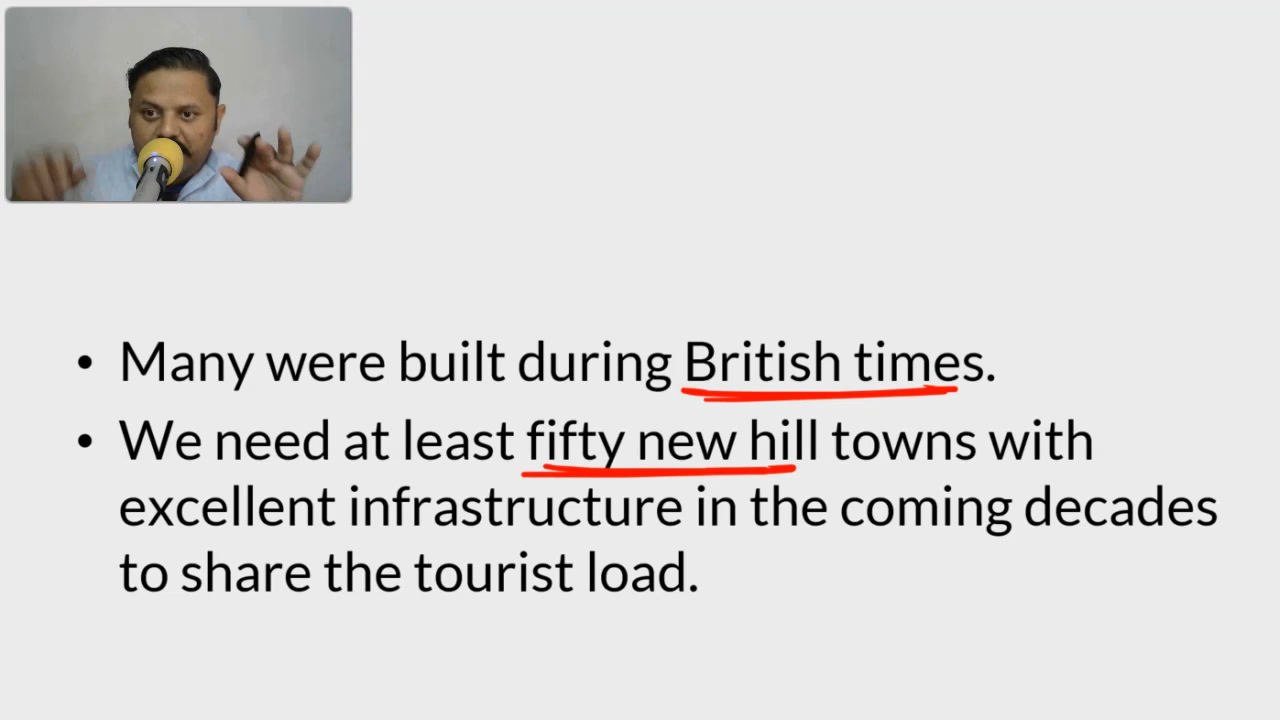 • Many were built during British times.
• We need at least fifty new hill towns with
excellent infrastructure in the coming decades
to share the tourist load.